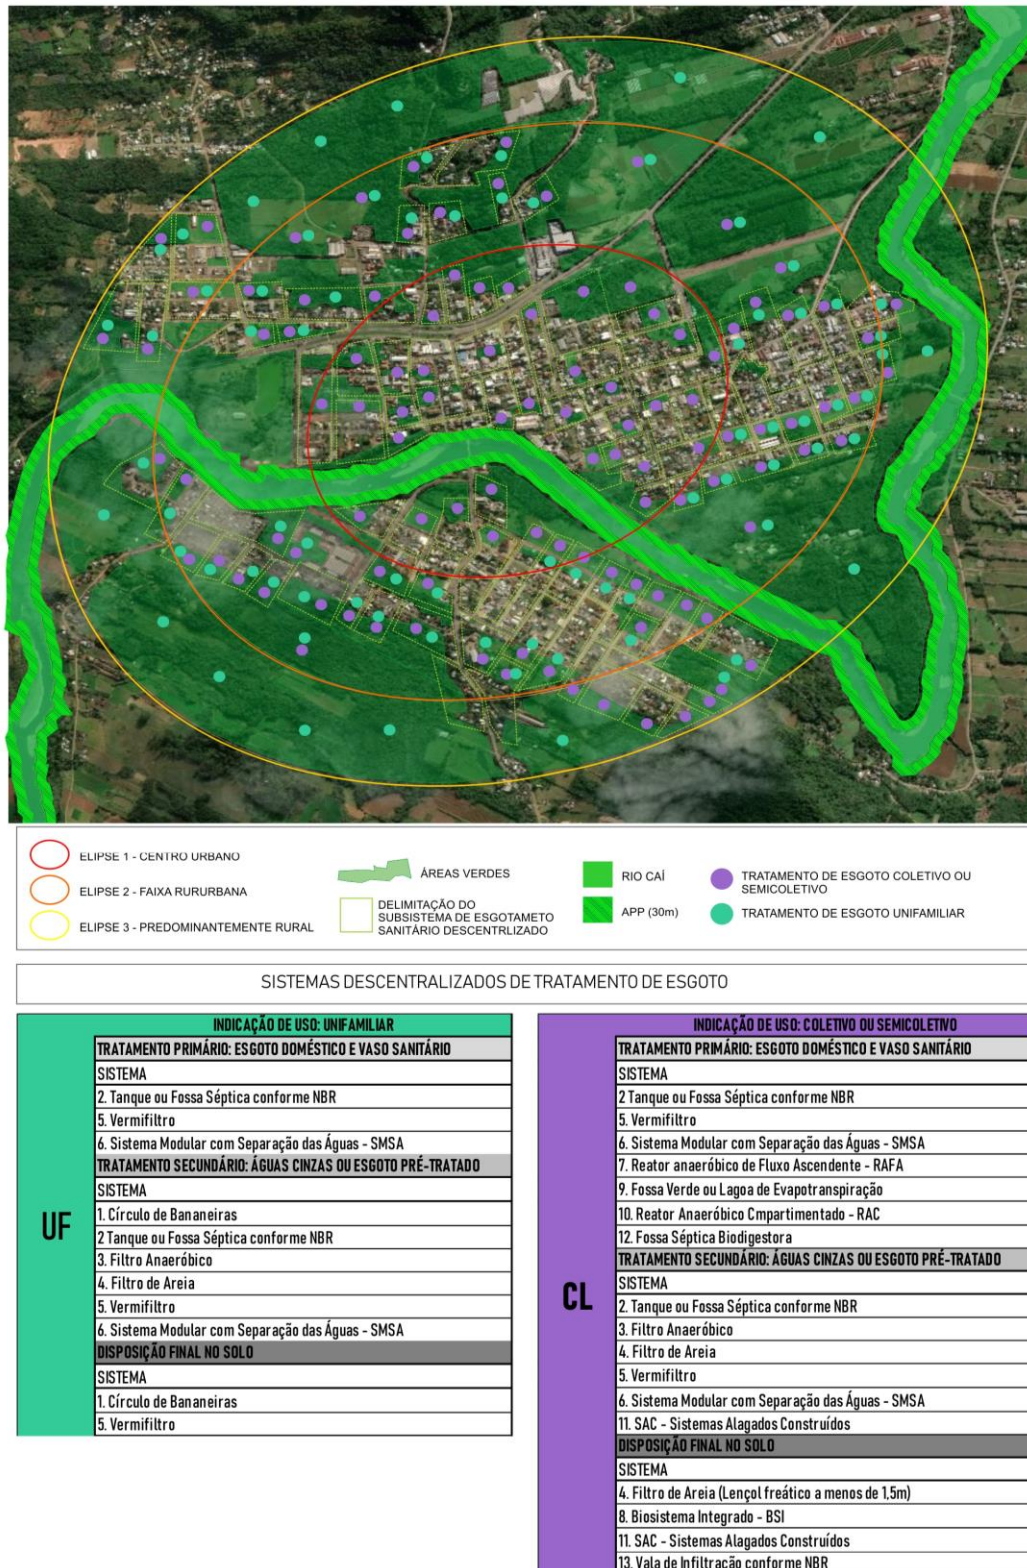 ELIPSE 1 - CENTRO URBANO
ELIPSE 2 - FAIXA RURURBANA
ELIPSE 3 - PREDOMINANTEMENTE RURAL
ÁREAS VERDES
DELIMITAÇÃO DO
SUBSISTEMA DE ESGOTAMETO
SANITÁRIO DESCENTRLIZADO
RIO CAÍ
APP (30m)
TRATAMENTO DE ESGOTO COLETIVO OU
SEMICOLETIVO
TRATAMENTO DE ESGOTO UNIFAMILIAR
SISTEMAS DESCENTRALIZADOS DE TRATAMENTO DE ESGOTO
UF
INDICAÇÃO DE USO: UNIFAMILIAR
TRATAMENTO PRIMÁRIO: ESGOTO DOMÉSTICO E VASO SANITÁRIO
SISTEMA
2. Tanque ou Fossa Séptica conforme NBR
5. Vermifiltro
6. Sistema Modular com Separação das Águas - SMSA
TRATAMENTO SECUNDÁRIO: ÁGUAS CINZAS OU ESGOTO PRÉ-TRATADO
SISTEMA
1. Círculo de Bananeiras
2 Tanque ou Fossa Séptica conforme NBR
3. Filtro Anaeróbico
4. Filtro de Areia
5. Vermifiltro
6. Sistema Modular com Separação das Águas - SMSA
DISPOSIÇÃO FINAL NO SOLO
SISTEMA
1. Círculo de Bananeiras
5. Vermifiltro
CL
INDICAÇÃO DE USO: COLETIVO OU SEMICOLETIVO
TRATAMENTO PRIMÁRIO: ESGOTO DOMÉSTICO E VASO SANITÁRIO
SISTEMA
2 Tanque ou Fossa Séptica conforme NBR
5. Vermifiltro
6. Sistema Modular com Separação das Águas - SMSA
7. Reator anaeróbico de Fluxo Ascendente - RAFA
9. Fossa Verde ou Lagoa de Evapotranspiração
10. Reator Anaeróbico Cmpartimentado - RAC
12. Fossa Séptica Biodigestora
TRATAMENTO SECUNDÁRIO: ÁGUAS CINZAS OU ESGOTO PRÉ-TRATADO
SISTEMA
2. Tanque ou Fossa Séptica conforme NBR
3. Filtro Anaeróbico
4. Filtro de Areia
5. Vermifiltro
6. Sistema Modular com Separação das Águas - SMSA
11. SAC - Sistemas Alagados Construídos
DISPOSIÇÃO FINAL NO SOLO
SISTEMA
4. Filtro de Areia (Lençol freático a menos de 1,5m)
8. Biosistema Integrado - BSI
11. SAC - Sistemas Alagados Construídos
13. Vala de Infiltração conforme NBR